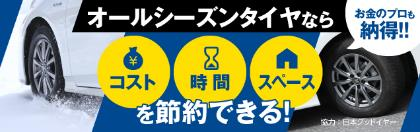 オールシーズンタイヤなら
お金のプロも
納得!!
¥
コスト
時間
スペース
を節約できる!
協力:日本グッドイヤー